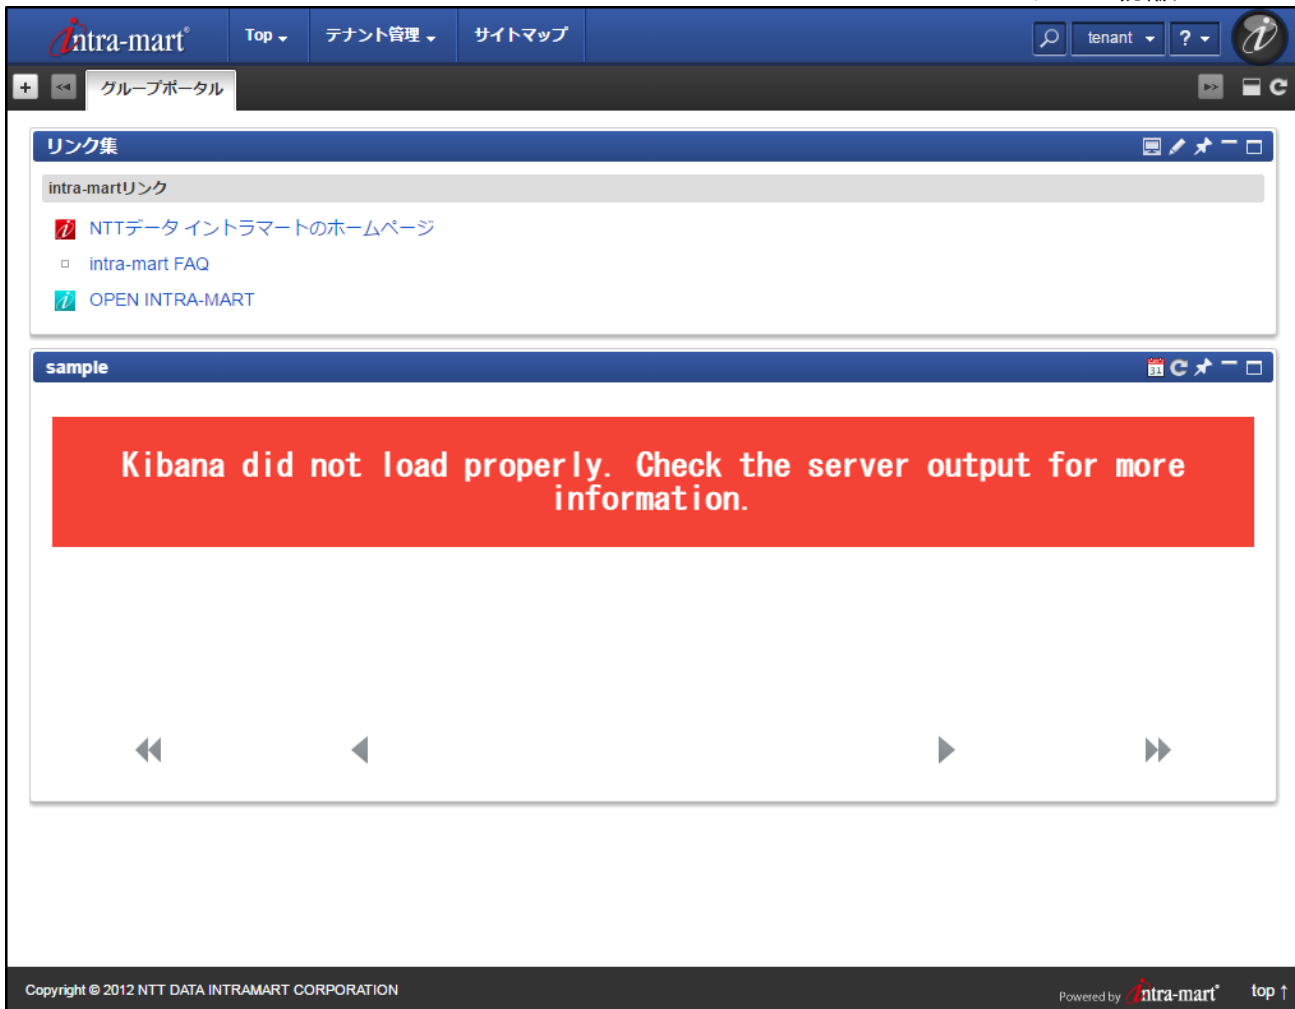 intra-mart® Top テナント管理 サイトマップ tenant ?
グループポータル
リンク集
intra-martリンク
NTTデータ イントラマートのホームページ
intra-mart FAQ
OPEN INTRA-MART
sample 31
Kibana did not load properly. Check the server output for more
information.
Copyright © 2012 NTT DATA INTRAMART CORPORATION
Powered by intra-mart® top ↑